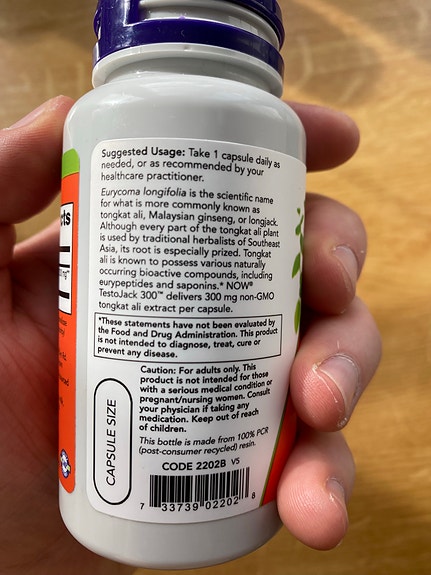 Suggested Usage: Take 1 capsule daily as
needed, or as recommended by your
healthcare practitioner.
Eurycoma longifolia is the scientific name
for what is more commonly known as
tongkat ali, Malaysian ginseng, or longjack.
Although every part of the tongkat ali plant
is used by traditional herbalists of Southeast
Asia, its root is especially prized. Tongkat
ali is known to possess various naturally
occurring bioactive compounds, including
eurypeptides and saponins.* NOW®
TestoJack 300™ delivers 300 mg non-GMO
tongkat ali extract per capsule.
*These statements have not been evaluated by
the Food and Drug Administration. This product
is not intended to diagnose, treat, cure or
prevent any disease.
CAPSULE SIZE
Caution: For adults only. This
product is not intended for those
with a serious medical condition or
pregnant/nursing women. Consult
your physician if taking any
medication. Keep out of reach
of children.
This bottle is made from 100% PCR
(post-consumer recycled) resin.
CODE 2202B V5
7 33739 02202 8